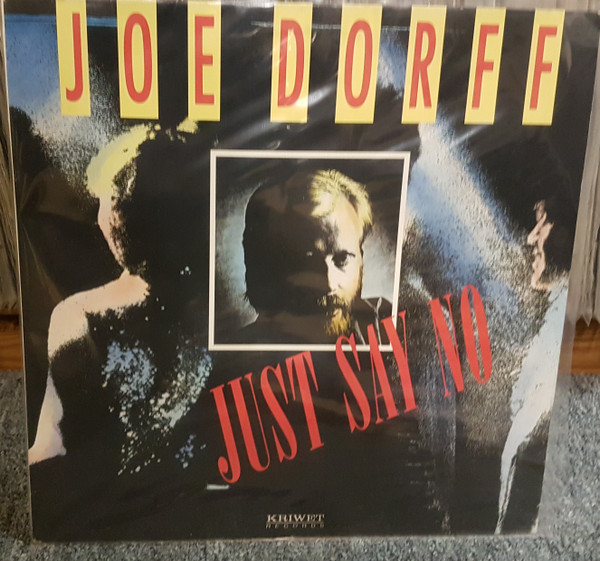 JOE DORFF
JUST SAY NO
KRIWET
RECORDS